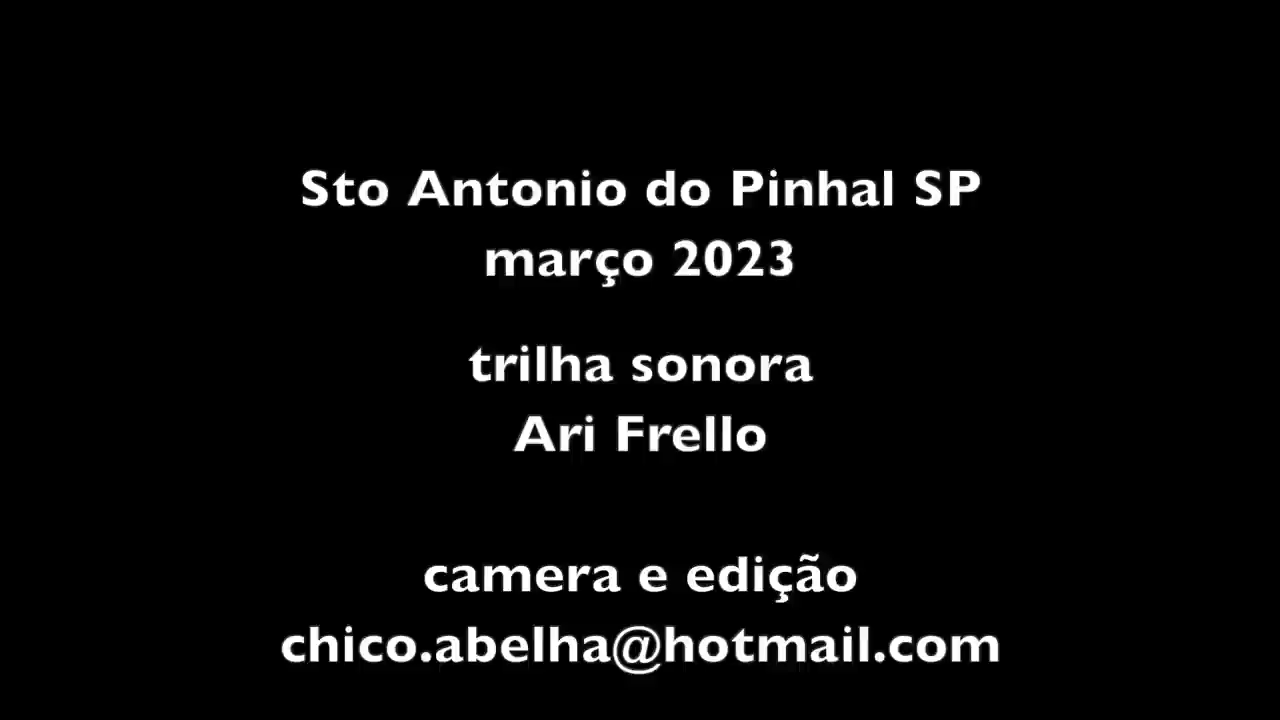 Sto Antonio do Pinhal SP
março 2023
trilha sonora
Ari Frello
camera e edição
chico.abelha@hotmail.com